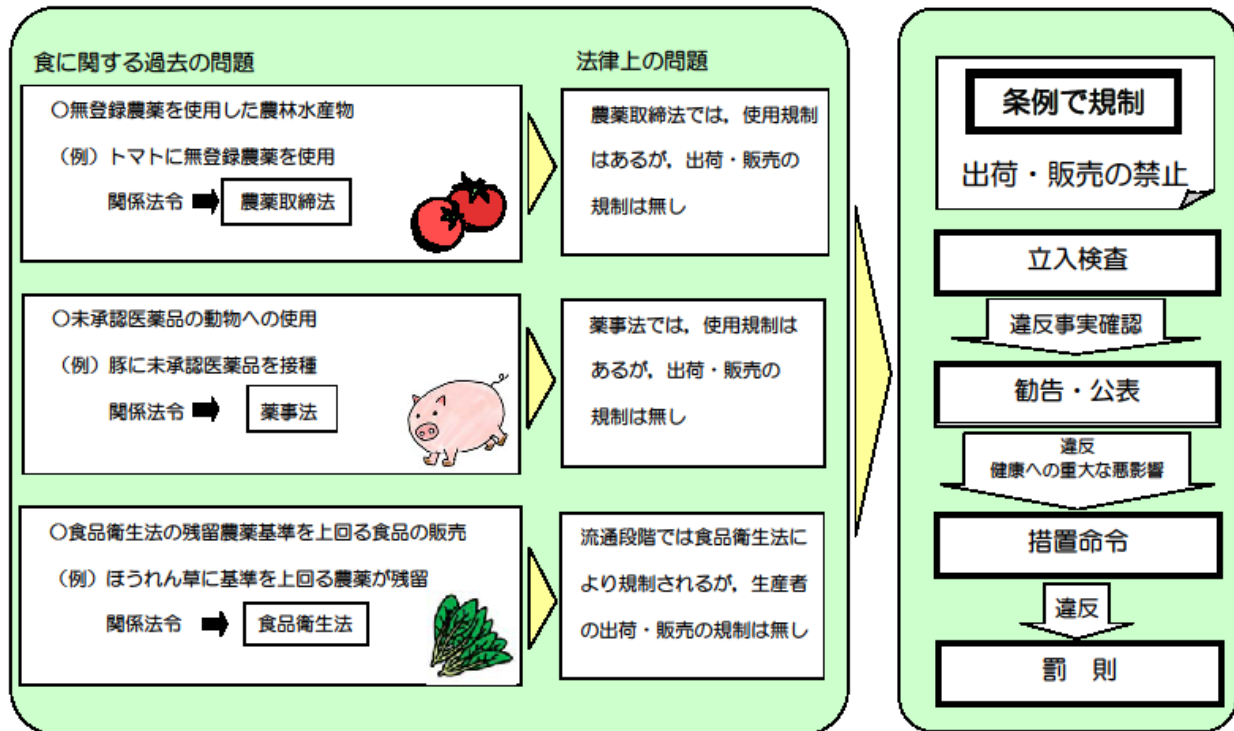 食に関する過去の問題
〇無登録農薬を使用した農林水産物
（例）トマトに無登録農薬を使用
関係法令
農薬取締法
〇未承認医薬品の動物への使用
（例）豚に未承認医薬品を接種
関係法令
薬事法
〇食品衛生法の残留農薬基準を上回る食品の販売
（例）ほうれん草に基準を上回る農薬が残留
関係法令
食品衛生法
法律上の問題
農薬取締法では，使用規制
はあるが，出荷・販売の
規制は無し
薬事法では，使用規制は
あるが，出荷・販売の
規制は無し
流通段階では食品衛生法に
より規制されるが，生産者
の出荷・販売の規制は無し
条例で規制
出荷・販売の禁止
立入検査
違反事実確認
勧告・公表
違反
健康への重大な悪影響
措置命令
違反
罰　則